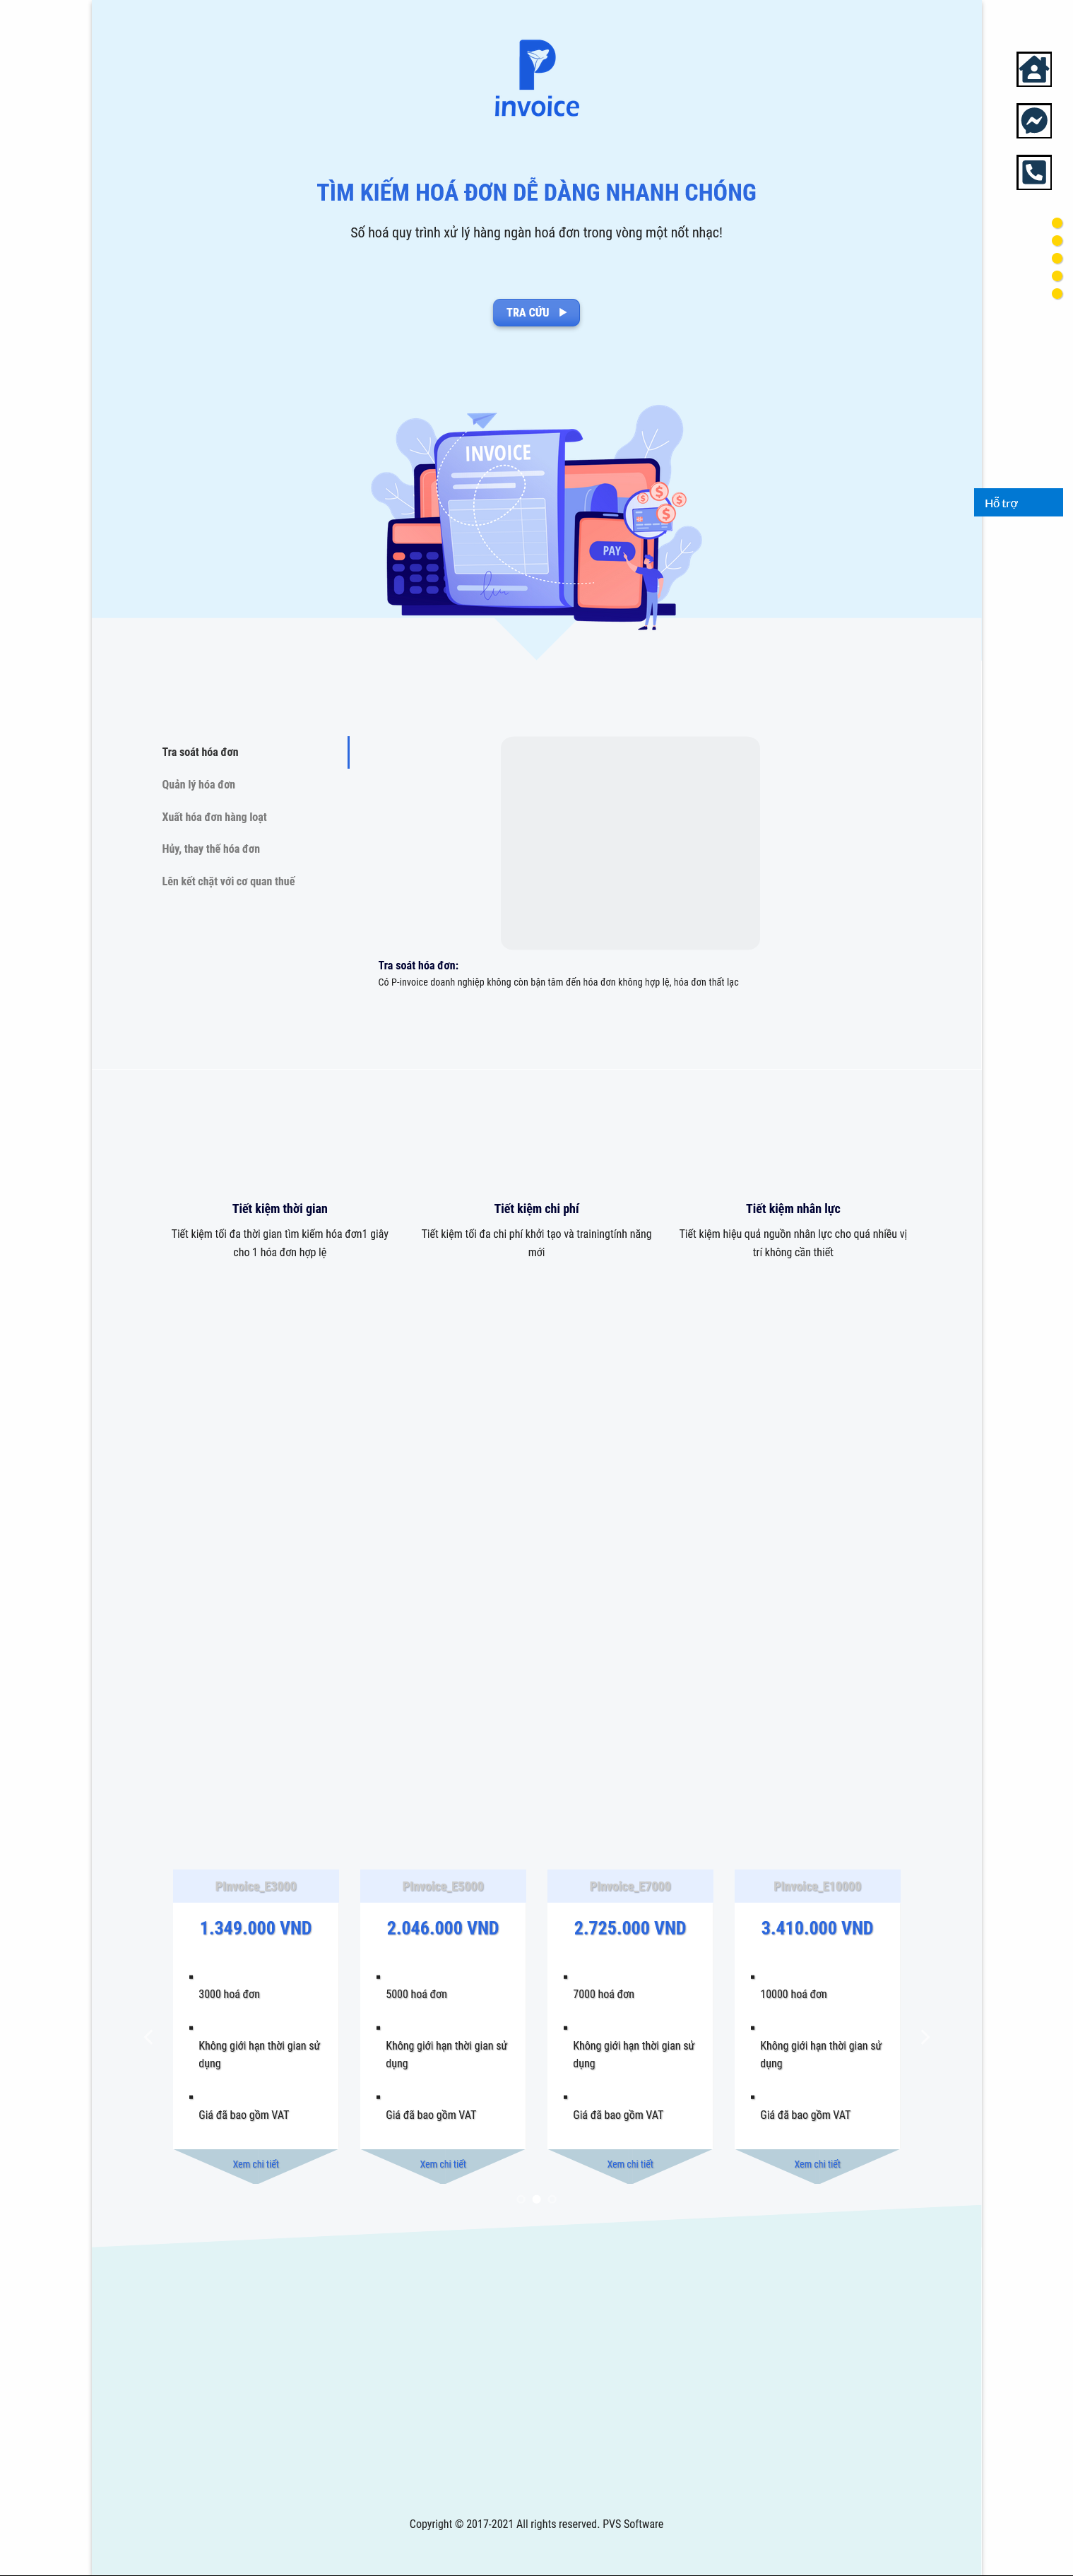 P
invoice
TÌM KIẾM HOÁ ĐƠN DỄ DÀNG NHANH CHÓNG
Số hoá quy trình xử lý hàng ngàn hoá đơn trong vòng một nốt nhạc!
TRA CỨU
INVOICE
PAY
Hỗ trợ
Tra soát hóa đơn
Quản lý hóa đơn
Xuất hóa đơn hàng loạt
Hủy, thay thế hóa đơn
Lên kết chặt với cơ quan thuế
Tra soát hóa đơn:
Có P-invoice doanh nghiệp không còn bận tâm đến hóa đơn không hợp lệ, hóa đơn thất lạc
Tiết kiệm thời gian
Tiết kiệm tối đa thời gian tìm kiếm hóa đơn1 giây
cho 1 hóa đơn hợp lệ
Tiết kiệm chi phí
Tiết kiệm tối đa chi phí khởi tạo và trainingtính năng
mới
Tiết kiệm nhân lực
Tiết kiệm hiệu quả nguồn nhân lực cho quá nhiều vị
trí không cần thiết
PInvoice_E3000
1.349.000 VND
3000 hoá đơn
Không giới hạn thời gian sử
dụng
Giá đã bao gồm VAT
Xem chi tiết
PInvoice_E5000
2.046.000 VND
5000 hoá đơn
Không giới hạn thời gian sử
dụng
Giá đã bao gồm VAT
Xem chi tiết
PInvoice_E7000
2.725.000 VND
7000 hoá đơn
Không giới hạn thời gian sử
dụng
Giá đã bao gồm VAT
Xem chi tiết
PInvoice_E10000
3.410.000 VND
10000 hoá đơn
Không giới hạn thời gian sử
dụng
Giá đã bao gồm VAT
Xem chi tiết
Copyright © 2017-2021 All rights reserved. PVS Software